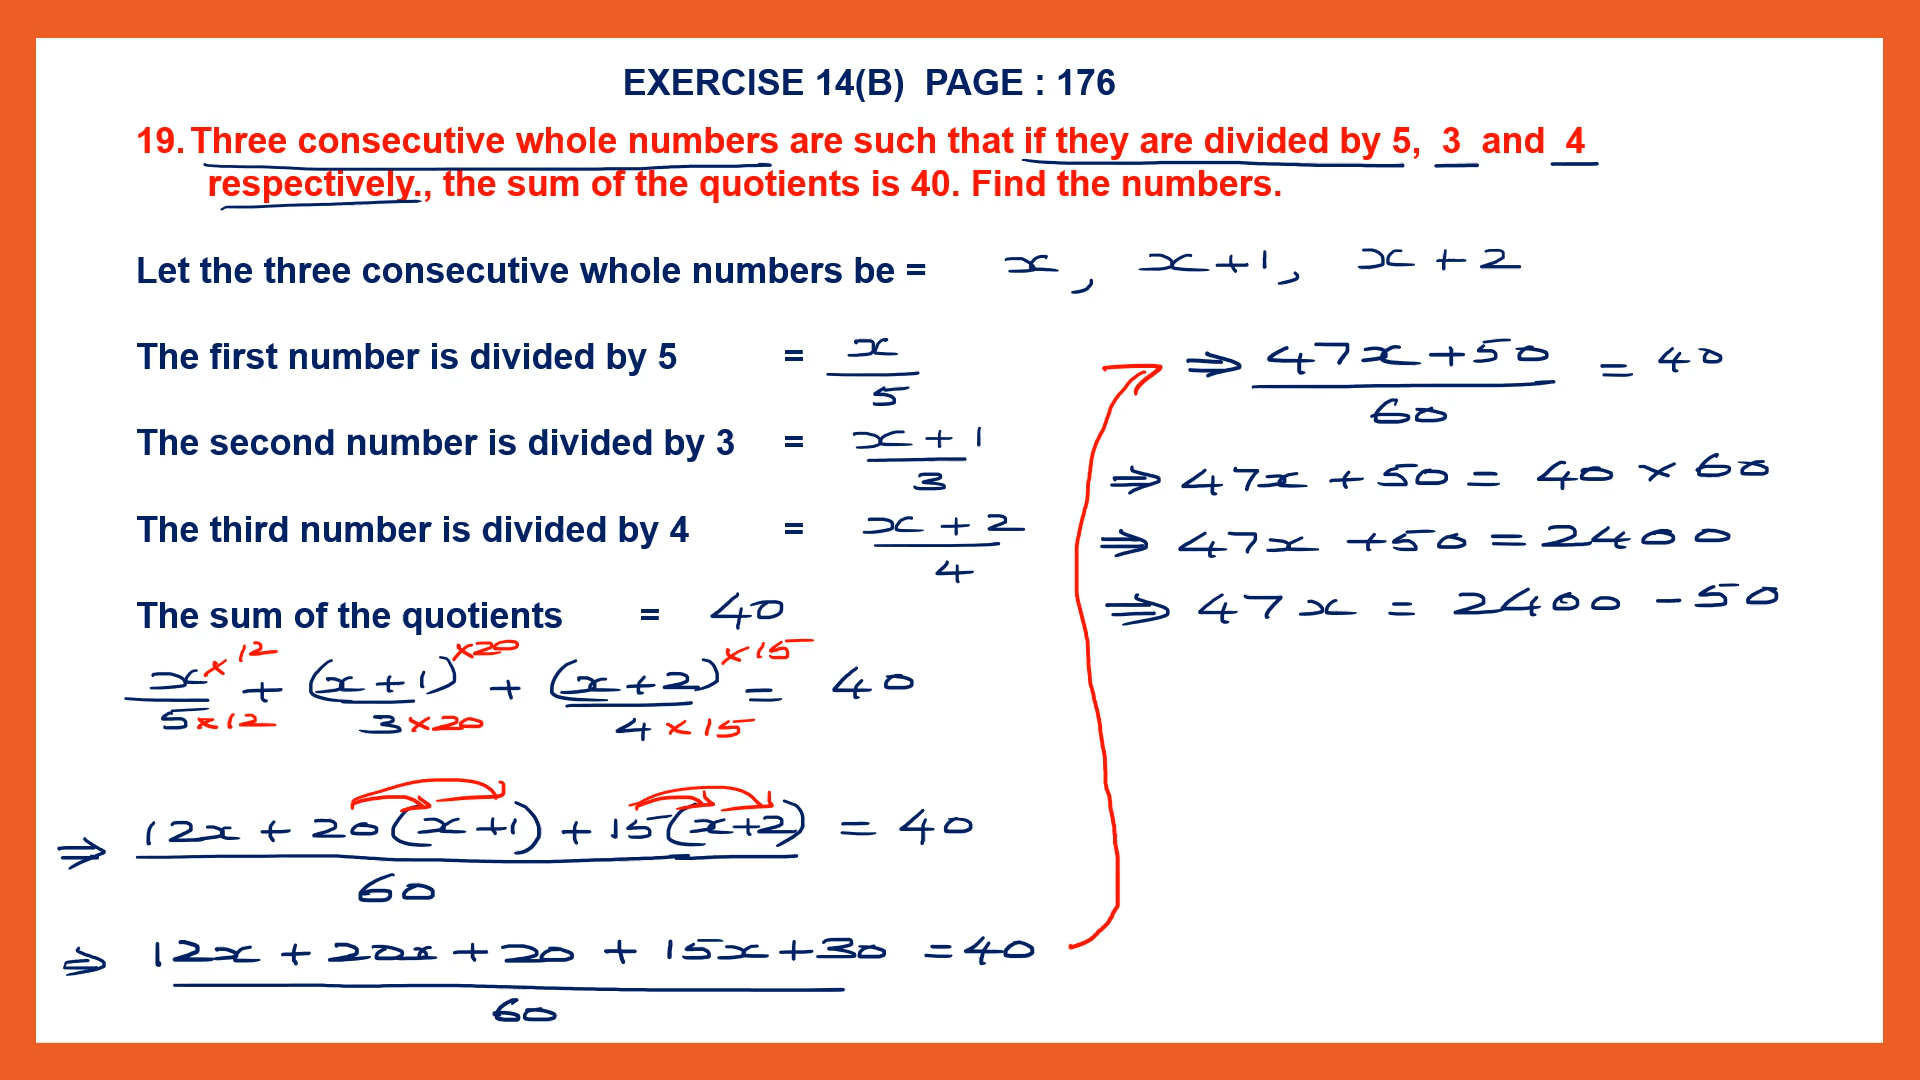 EXERCISE 14(B) PAGE : 176
19. Three consecutive whole numbers are such that if they are divided by 5, 3 and 4
respectively., the sum of the quotients is 40. Find the numbers.
Let the three consecutive whole numbers be = x, x+1, x+2
The first number is divided by 5 = x/5
The second number is divided by 3 = x+1/3
The third number is divided by 4 = x+2/4
The sum of the quotients = 40
x×12/5×12 + (x+1)×20/3×20 + (x+2)×15/4×15 = 40
⇒ 12x + 20(x+1) + 15(x+2)/60 = 40
⇒ 12x + 20x + 20 + 15x + 30/60 = 40
⇒ 47x+50/60 = 40
⇒ 47x + 50 = 40 × 60
⇒ 47x + 50 = 2400
⇒ 47x = 2400 - 50